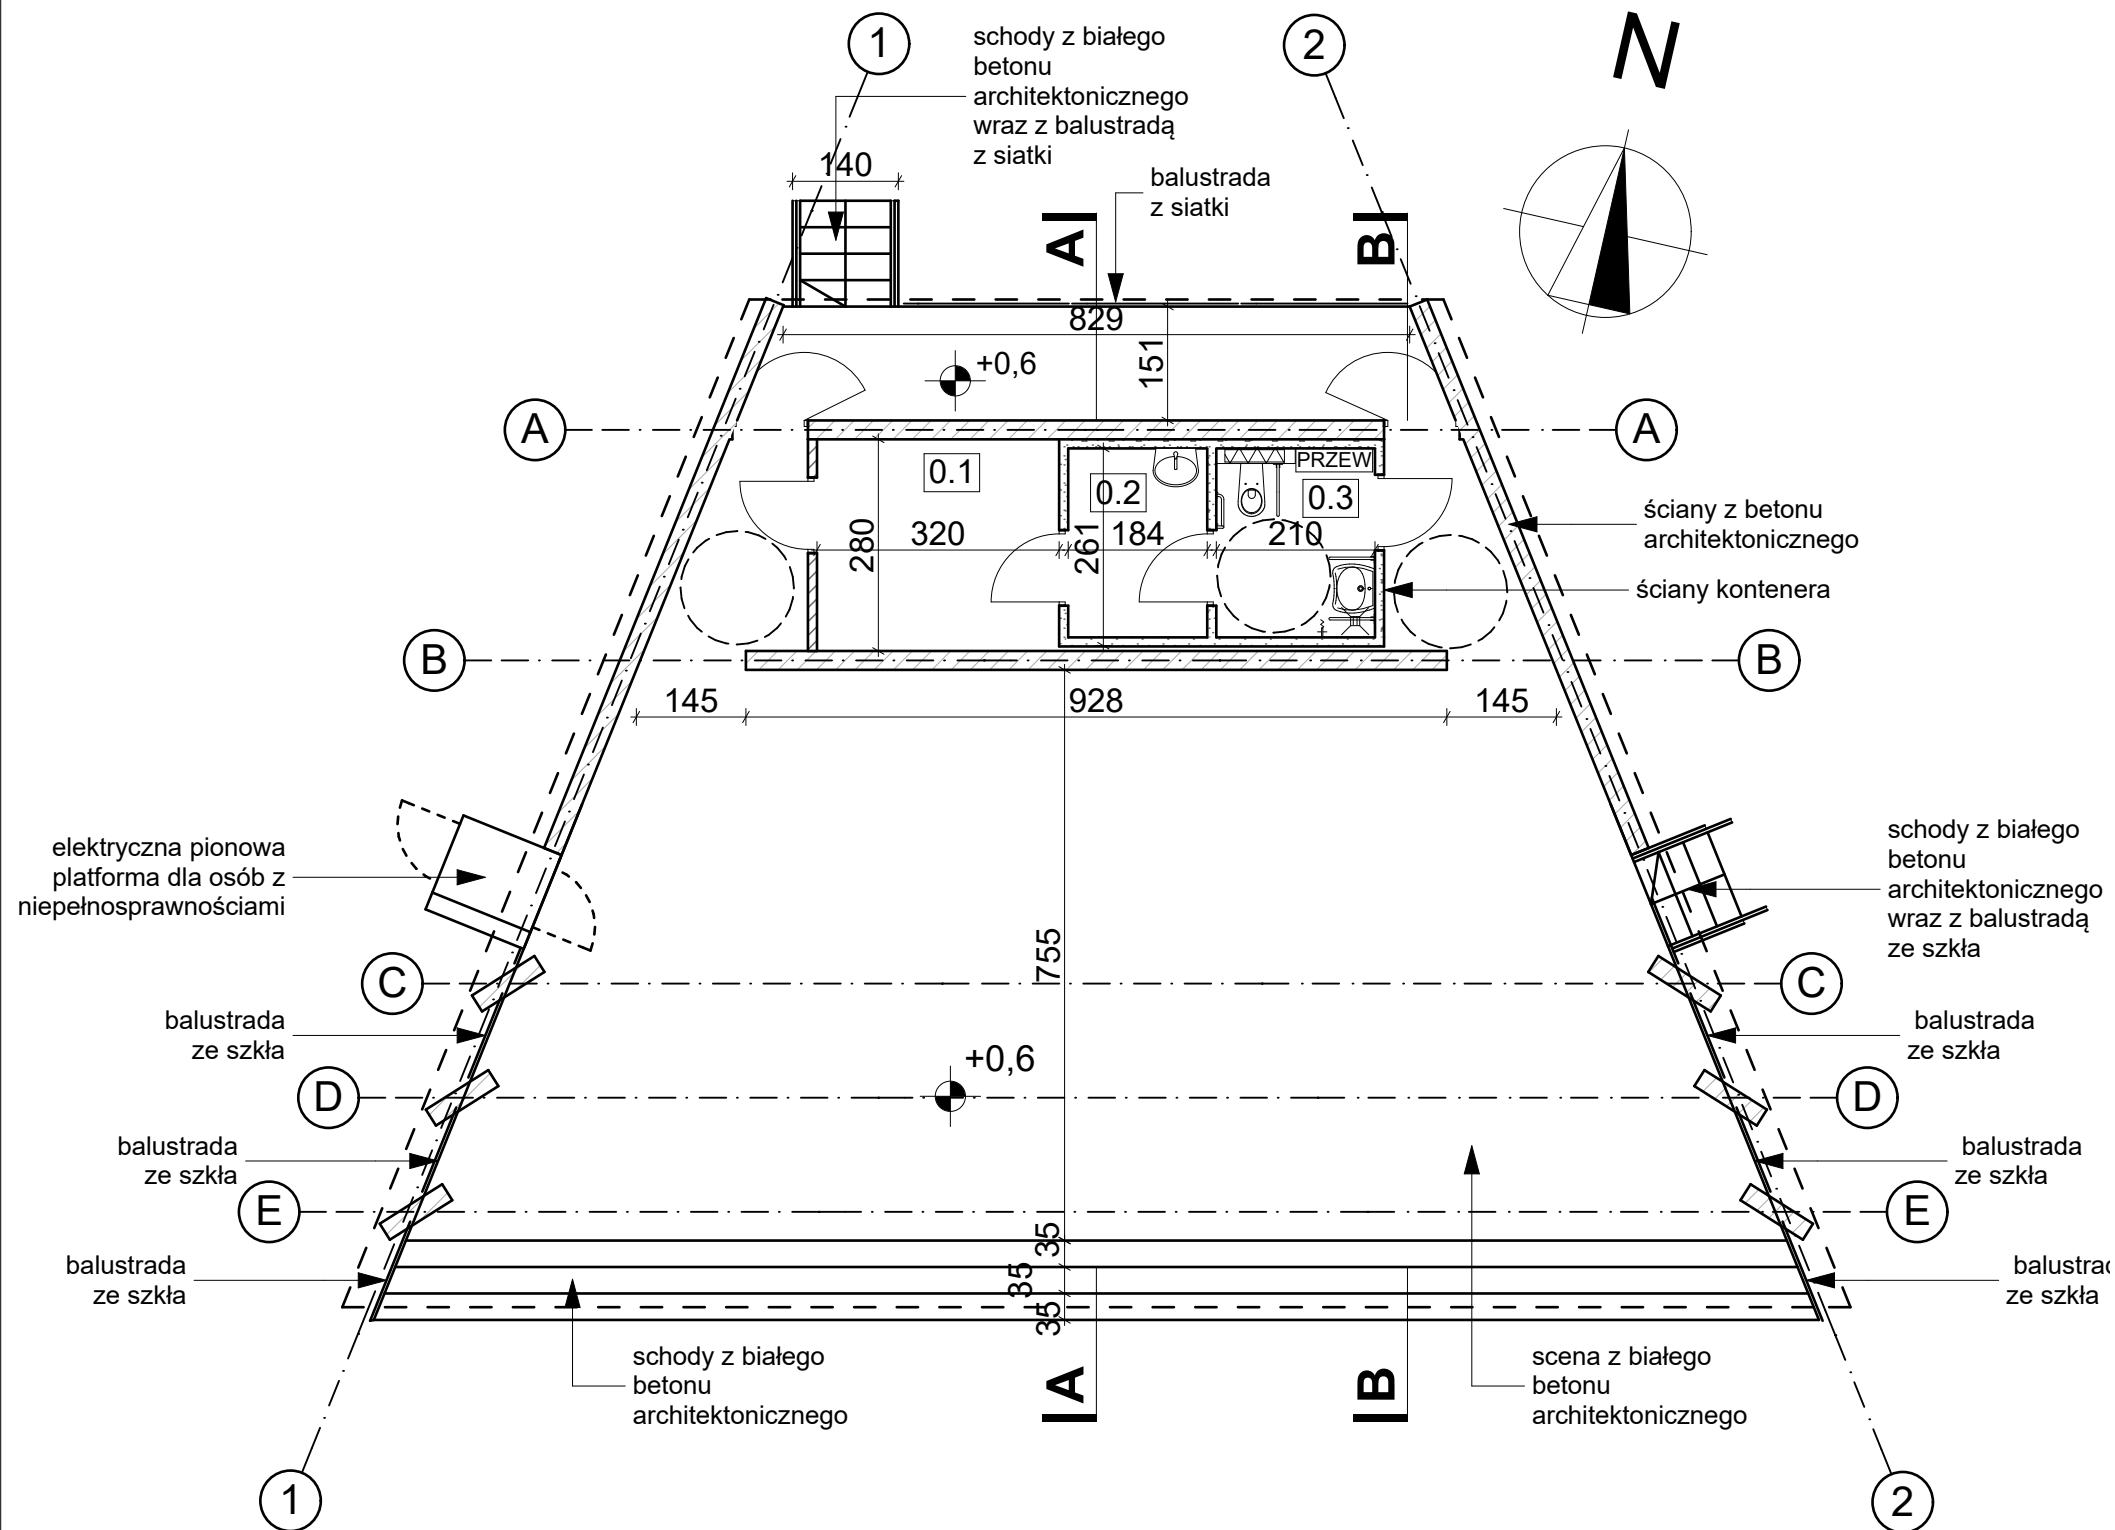 1
schody z białego
betonu
architektonicznego
wraz z balustradą
z siatki
2
N
140
balustrada
z siatki
A
B
829
151
+0,6
A
A
0.1
0.2
PRZEW
0.3
ściany z betonu
architektonicznego
280
320
261
184
210
ściany kontenera
B
B
145
928
145
elektryczna pionowa
platforma dla osób z
niepełnosprawnościami
schody z białego
betonu
architektonicznego
wraz z balustradą
ze szkła
755
C
C
balustrada
ze szkła
balustrada
ze szkła
+0,6
D
D
balustrada
ze szkła
balustrada
ze szkła
E
E
35
35
35
balustrada
ze szkła
balustrad
ze szkła
schody z białego
betonu
architektonicznego
A
B
scena z białego
betonu
architektonicznego
1
2